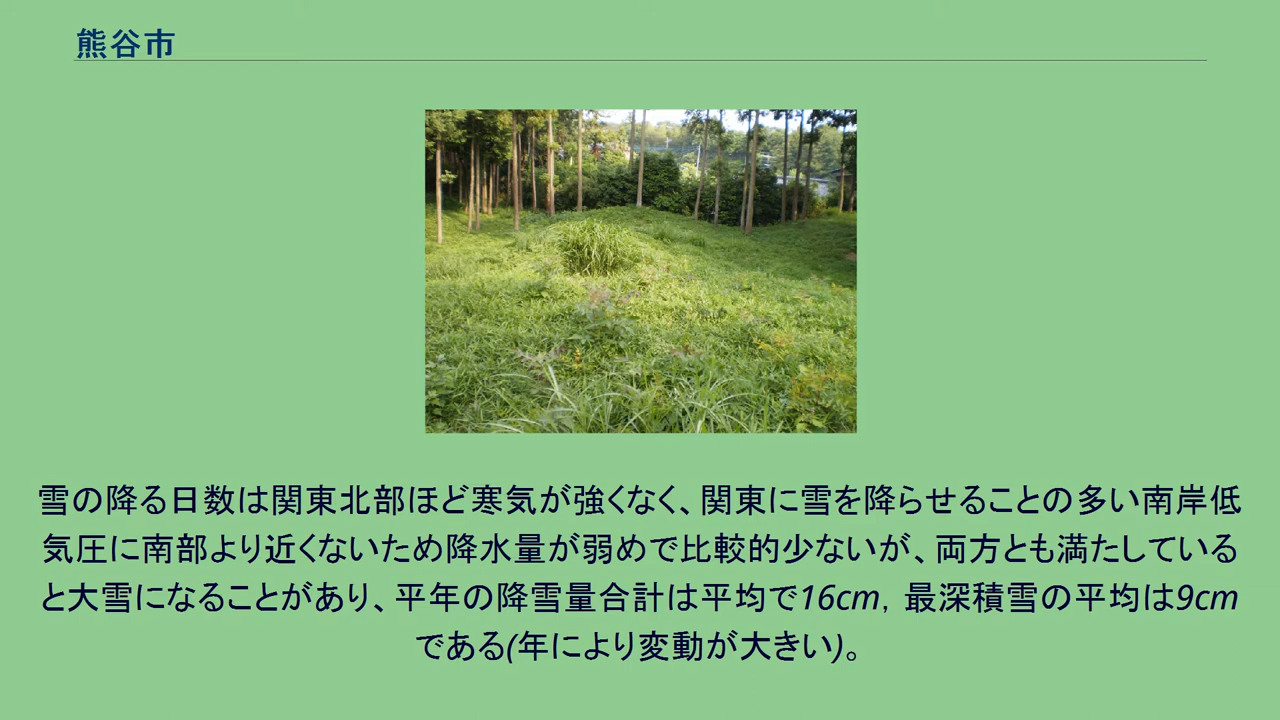 熊谷市
雪の降る日数は関東北部ほど寒気が強くなく、関東に雪を降らせることの多い南岸低
気圧に南部より近くないため降水量が弱めで比較的少ないが、両方とも満たしている
と大雪になることがあり、平年の降雪量合計は平均で16cm，最深積雪の平均は9cm
である(年により変動が大きい)。